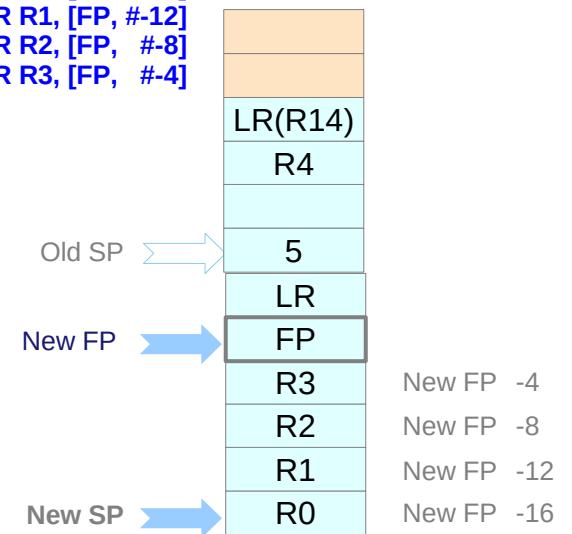 R R1, [FP, #-12]
R R2, [FP, #-8]
R R3, [FP, #-4]
LR(R14)
R4
Old SP
5
LR
New FP
FP
R3 New FP -4
R2 New FP -8
R1 New FP -12
New SP
R0 New FP -16